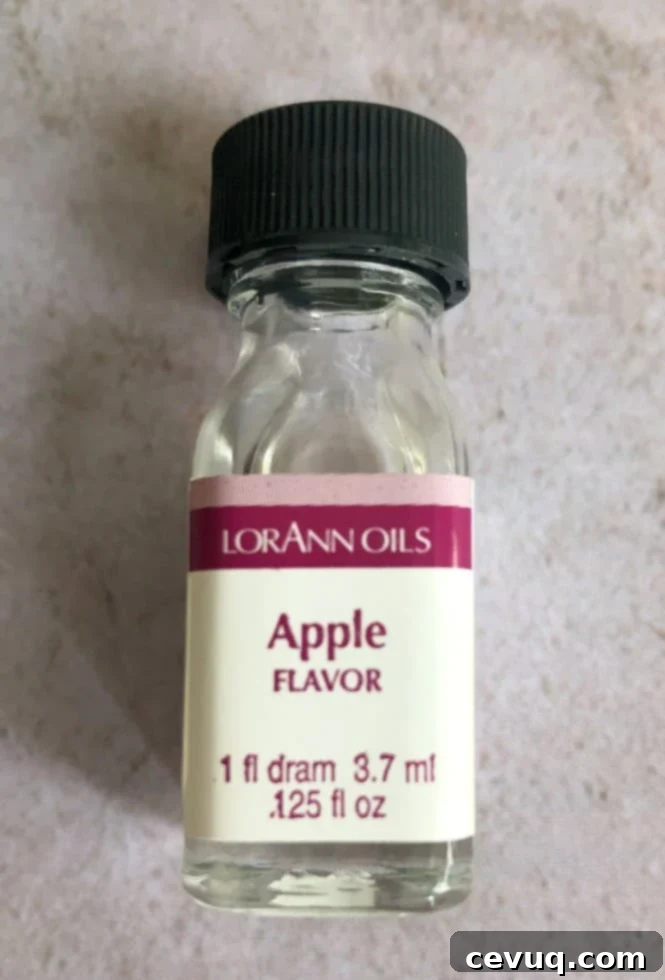 LORANN OILS
Apple
FLAVOR
1 fl dram 3.7 ml
.125 fl oz
cevuq.com